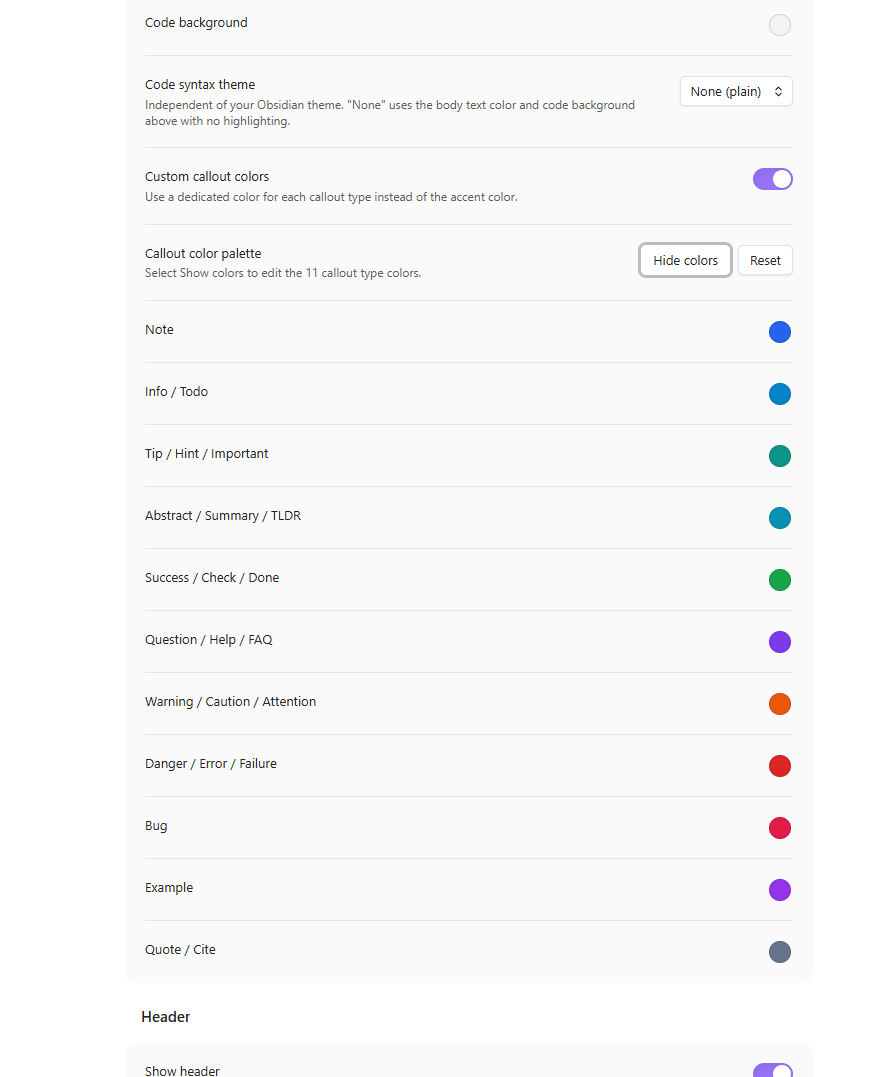 Code background
Code syntax theme
Independent of your Obsidian theme. "None" uses the body text color and code background
above with no highlighting.
None (plain)
Custom callout colors
Use a dedicated color for each callout type instead of the accent color.
Callout color palette
Select Show colors to edit the 11 callout type colors.
Hide colors
Reset
Note
Info / Todo
Tip / Hint / Important
Abstract / Summary / TLDR
Success / Check / Done
Question / Help / FAQ
Warning / Caution / Attention
Danger / Error / Failure
Bug
Example
Quote / Cite
Header
Show header